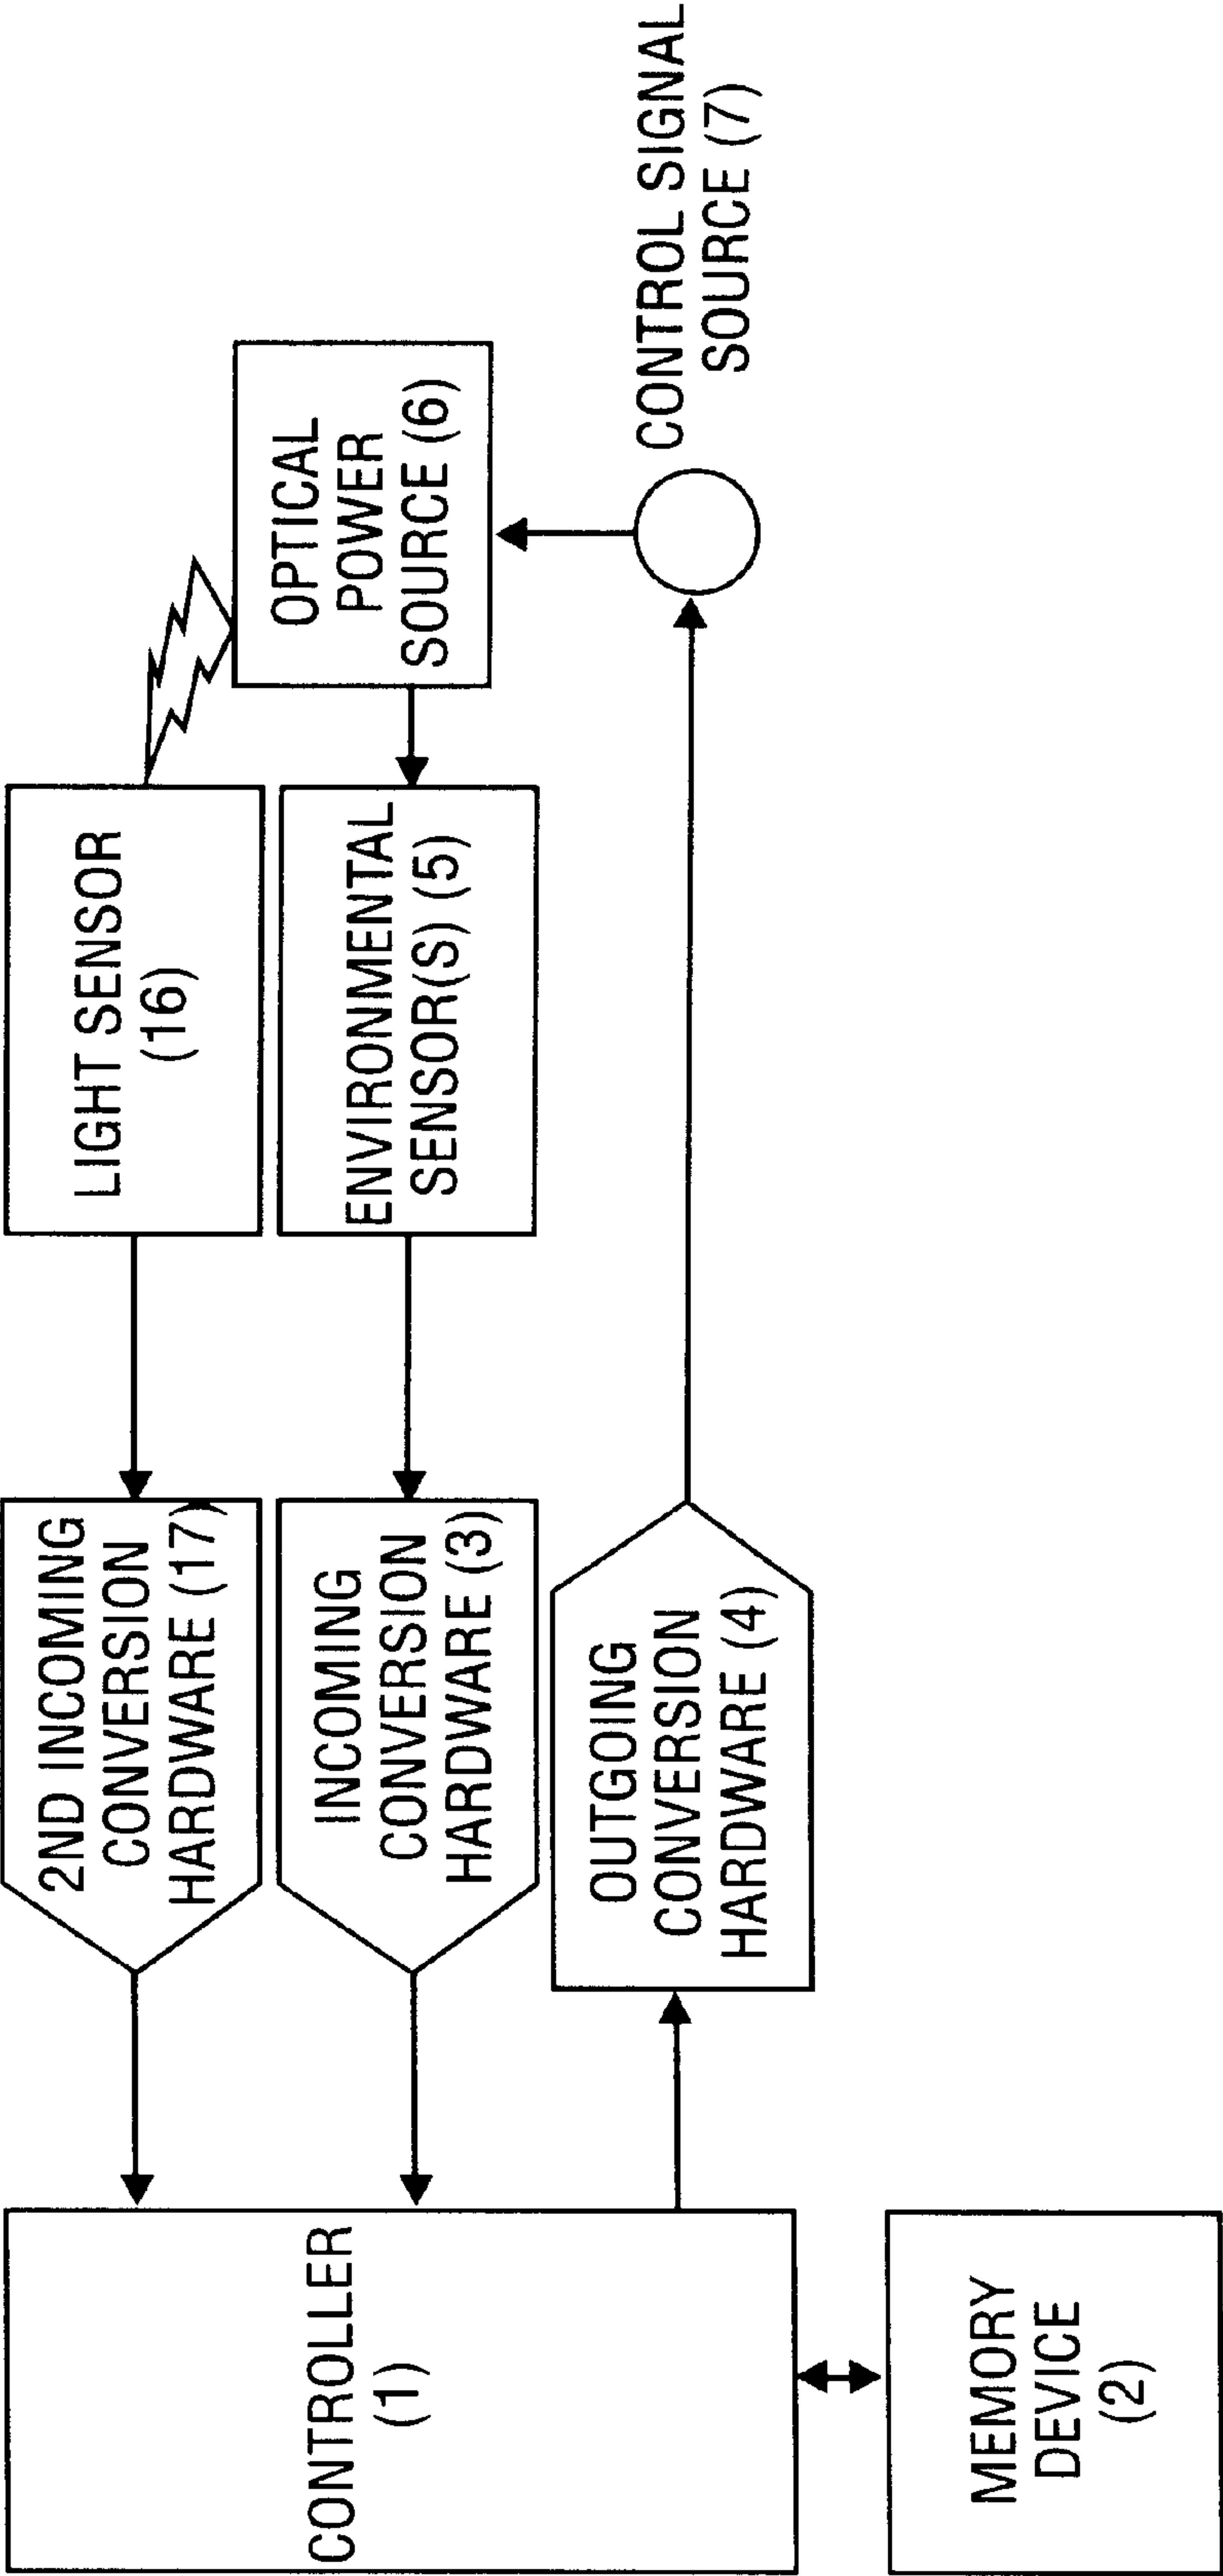 CONTROLLER
(1)
MEMORY
DEVICE
(2)
2ND INCOMING
CONVERSION
HARDWARE (17)
INCOMING
CONVERSION
HARDWARE (3)
OUTGOING
CONVERSION
HARDWARE (4)
LIGHT SENSOR
(16)
ENVIRONMENTAL
SENSOR(S) (5)
OPTICAL
POWER
SOURCE (6)
CONTROL SIGNAL
SOURCE (7)